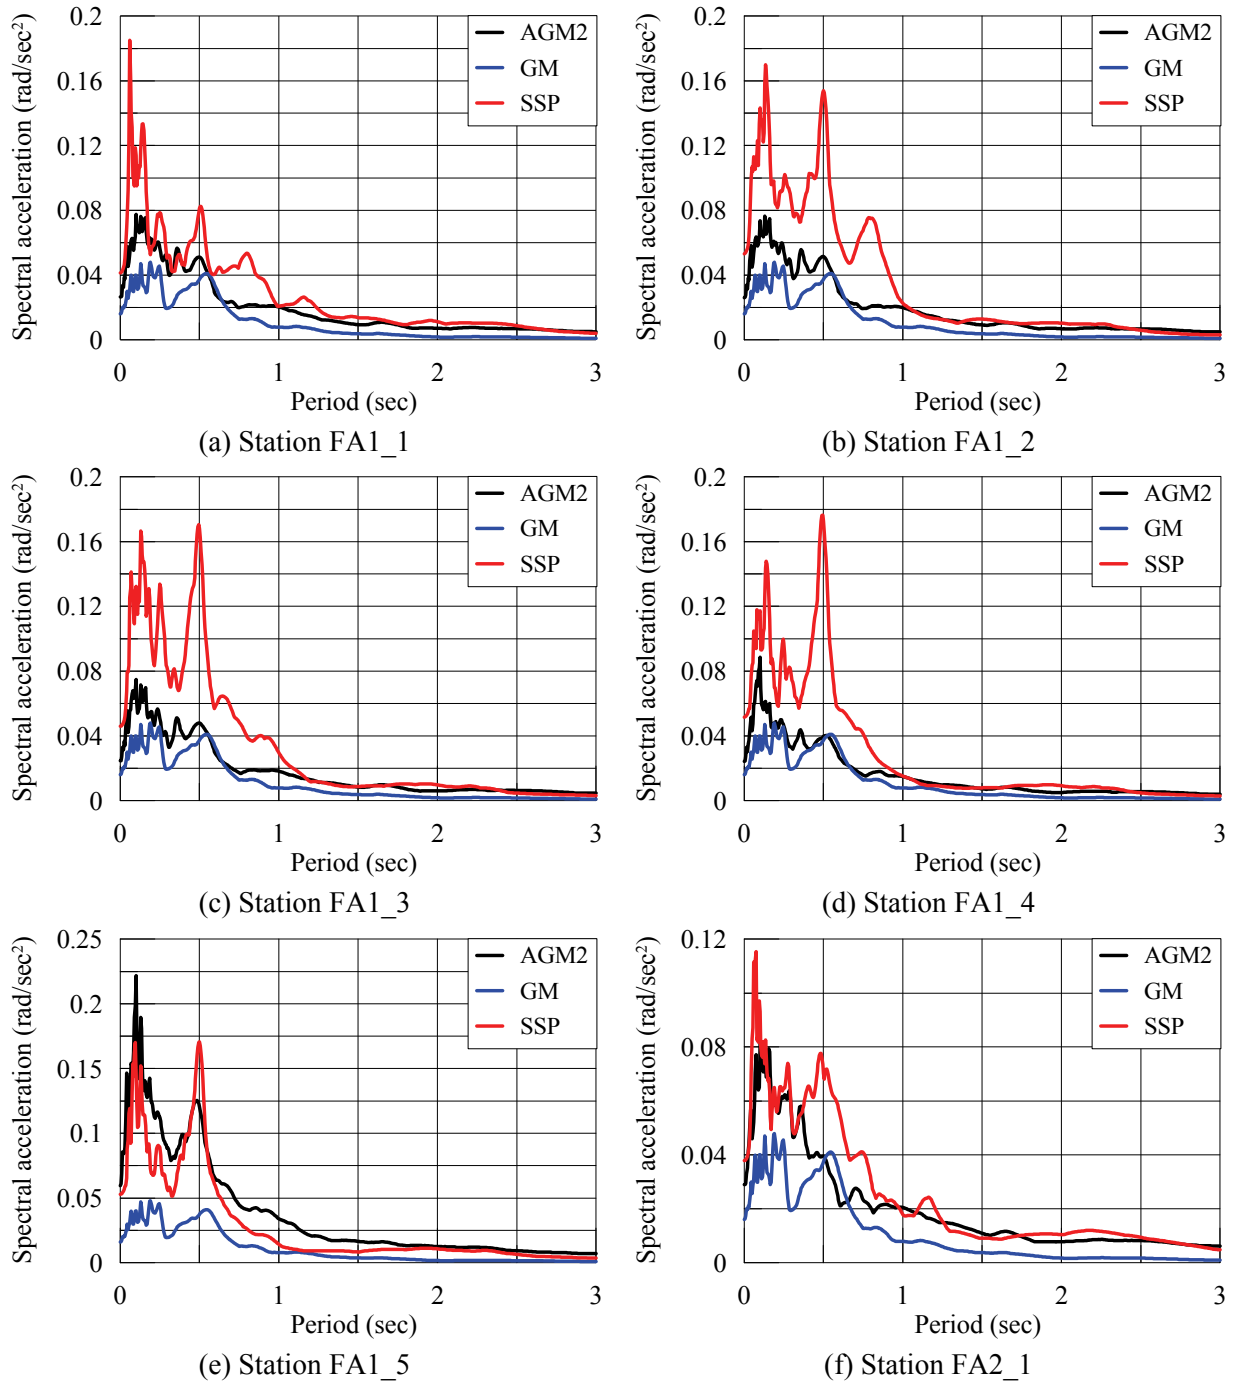 Spectral acceleration (rad/sec²)
0.2
0.16
0.12
0.08
0.04
0
AGM2
GM
SSP
0 1 2 3
Period (sec)
(a) Station FA1_1
Spectral acceleration (rad/sec²)
0.2
0.16
0.12
0.08
0.04
0
AGM2
GM
SSP
0 1 2 3
Period (sec)
(b) Station FA1_2
Spectral acceleration (rad/sec²)
0.2
0.16
0.12
0.08
0.04
0
AGM2
GM
SSP
0 1 2 3
Period (sec)
(c) Station FA1_3
Spectral acceleration (rad/sec²)
0.2
0.16
0.12
0.08
0.04
0
AGM2
GM
SSP
0 1 2 3
Period (sec)
(d) Station FA1_4
Spectral acceleration (rad/sec²)
0.25
0.2
0.15
0.1
0.05
0
AGM2
GM
SSP
0 1 2 3
Period (sec)
(e) Station FA1_5
Spectral acceleration (rad/sec²)
0.12
0.08
0.04
0
AGM2
GM
SSP
0 1 2 3
Period (sec)
(f) Station FA2_1